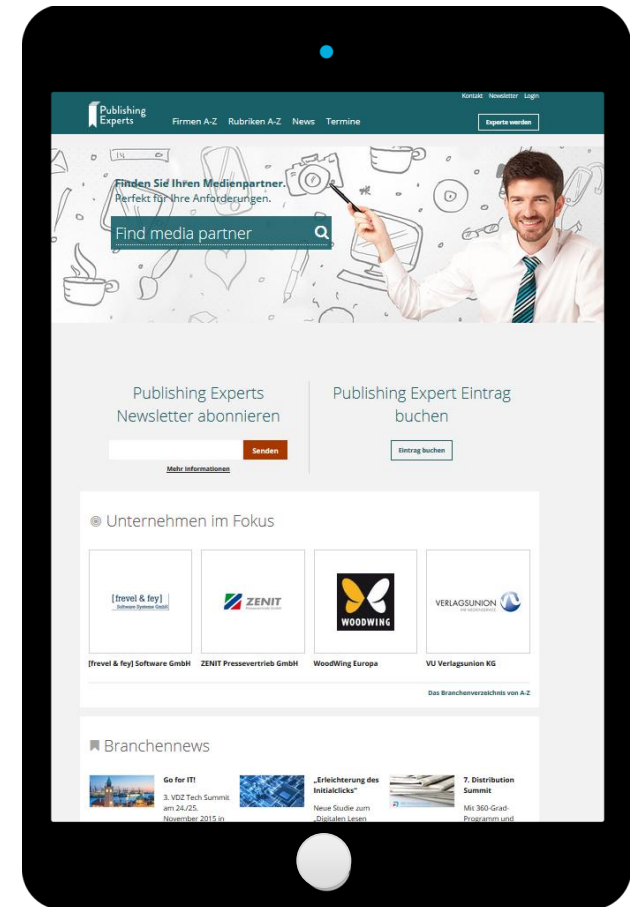 Kontakt Newsletter Login
Publishing
Experts
Firmen A-Z Rubriken A-Z News Termine
Experte werden
Finden Sie Ihren Medienpartner.
Perfekt für Ihre Anforderungen.
Find media partner
Publishing Experts
Newsletter abonnieren
Senden
Mehr Informationen
Publishing Expert Eintrag
buchen
Eintrag buchen
Unternehmen im Fokus
[frevel & fey]
Software Systeme GmbH
ZENIT
WOODWING
VERLAGSUNION
[frevel & fey] Software GmbH
ZENIT Pressevertrieb GmbH
WoodWing Europa
VU Verlagsunion KG
Das Branchenverzeichnis von A-Z
Branchennews
Go for IT!
3. VDZ Tech Summit
am 24./25.
November 2015 in
„Erleichterung des
Initialclicks"
Neue Studie zum
„Digitalen Lesen
7. Distribution
Summit
Mit 360-Grad-
Programm und